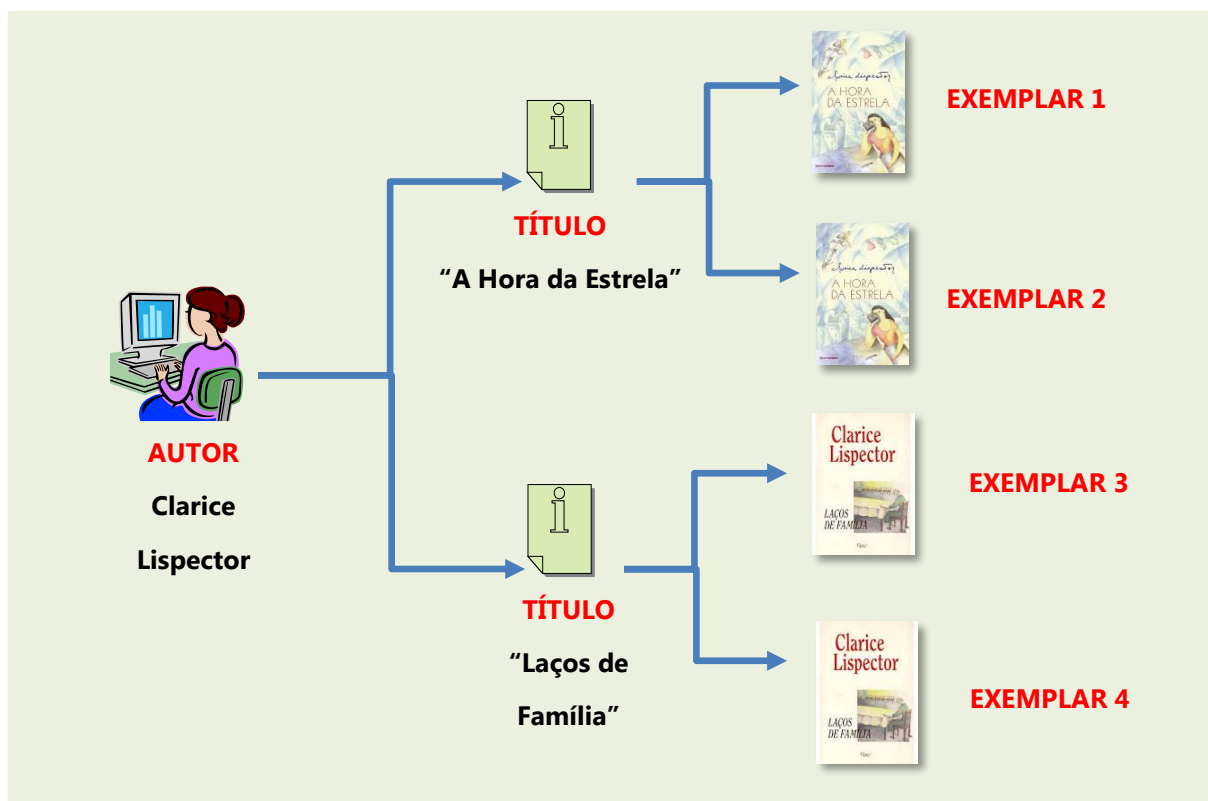 AUTOR
Clarice
Lispector
TÍTULO
“A Hora da Estrela”
A HORA
DA ESTRELA
EXEMPLAR 1
A HORA
DA ESTRELA
EXEMPLAR 2
TÍTULO
“Laços de
Família”
Clarice
Lispector
LAÇOS
DE FAMÍLIA
EXEMPLAR 3
Clarice
Lispector
LAÇOS
DE FAMÍLIA
EXEMPLAR 4